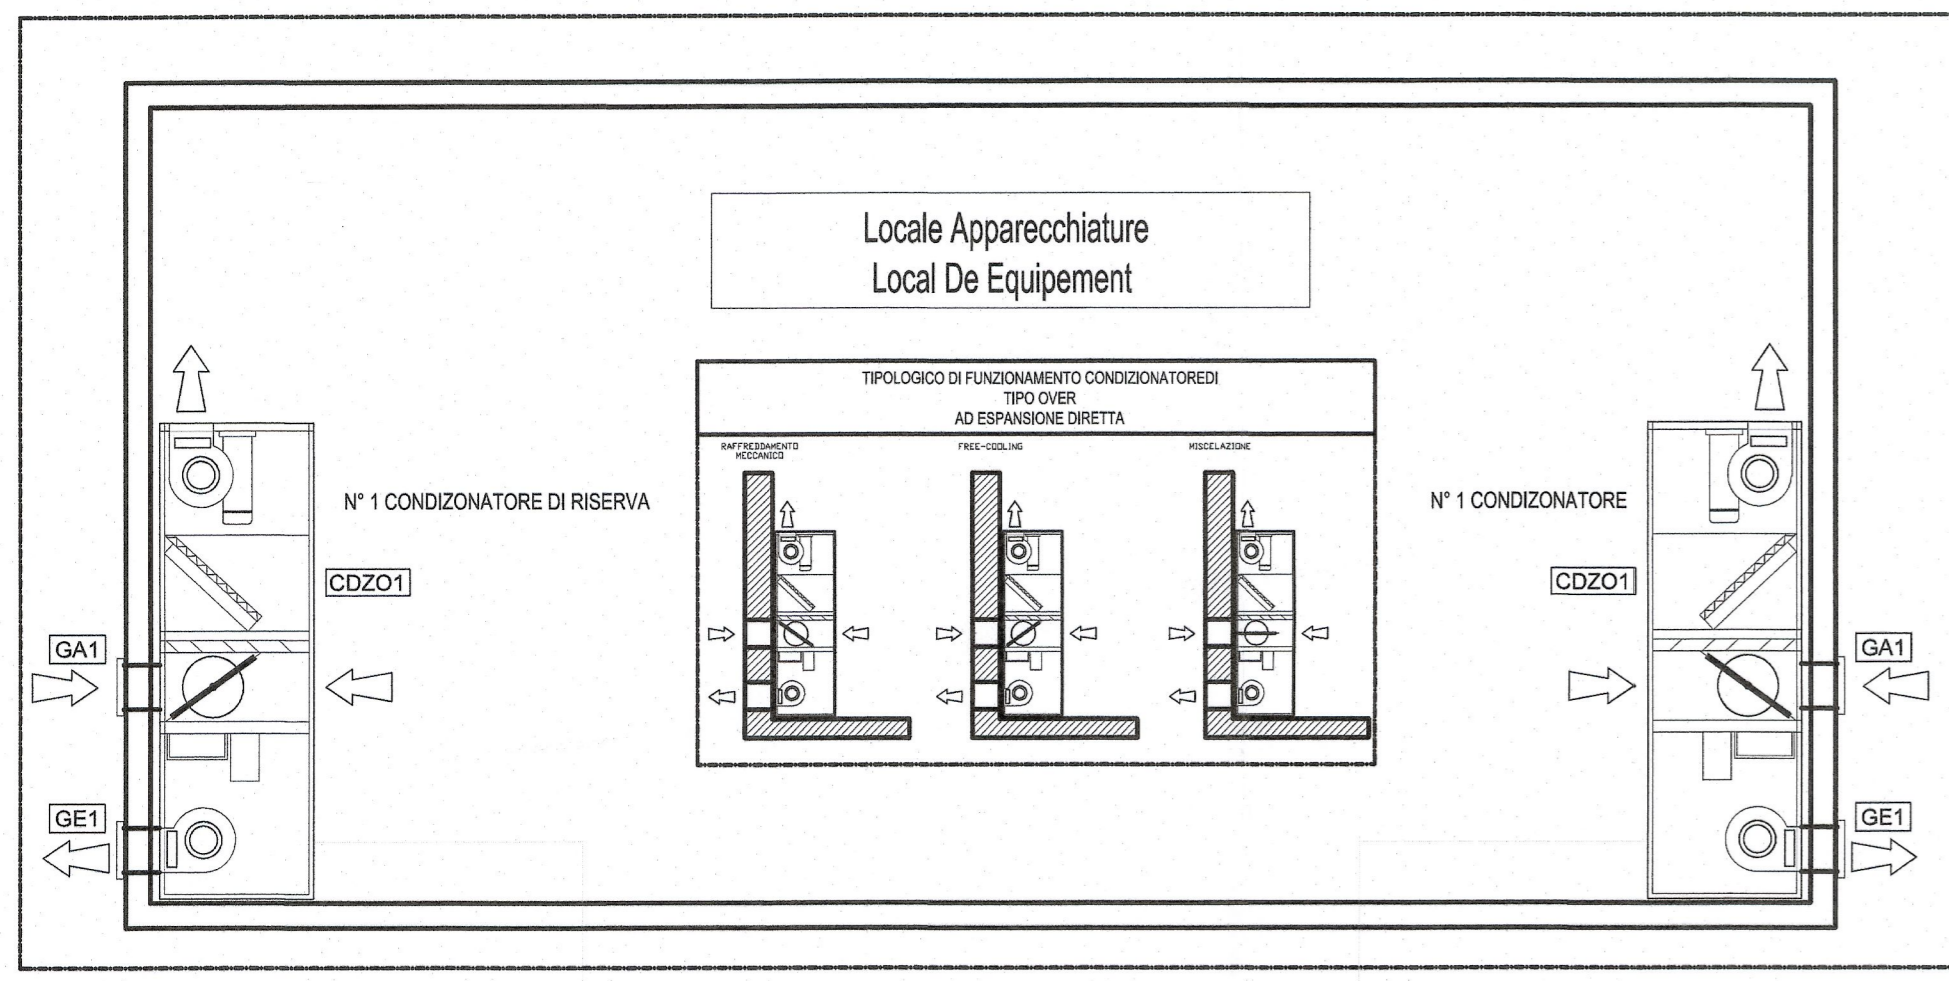 Locale Apparecchiature
Local De Equipement
TIPOLOGICO DI FUNZIONAMENTO CONDIZIONATOREDI
TIPO OVER
AD ESPANSIONE DIRETTA
RAFFREDDAMENTO
MECCANICO
FREE-COOLING
MISCELAZIONE
N° 1 CONDIZONATORE DI RISERVA
N° 1 CONDIZONATORE
CDZO1
CDZO1
GA1
GA1
GE1
GE1